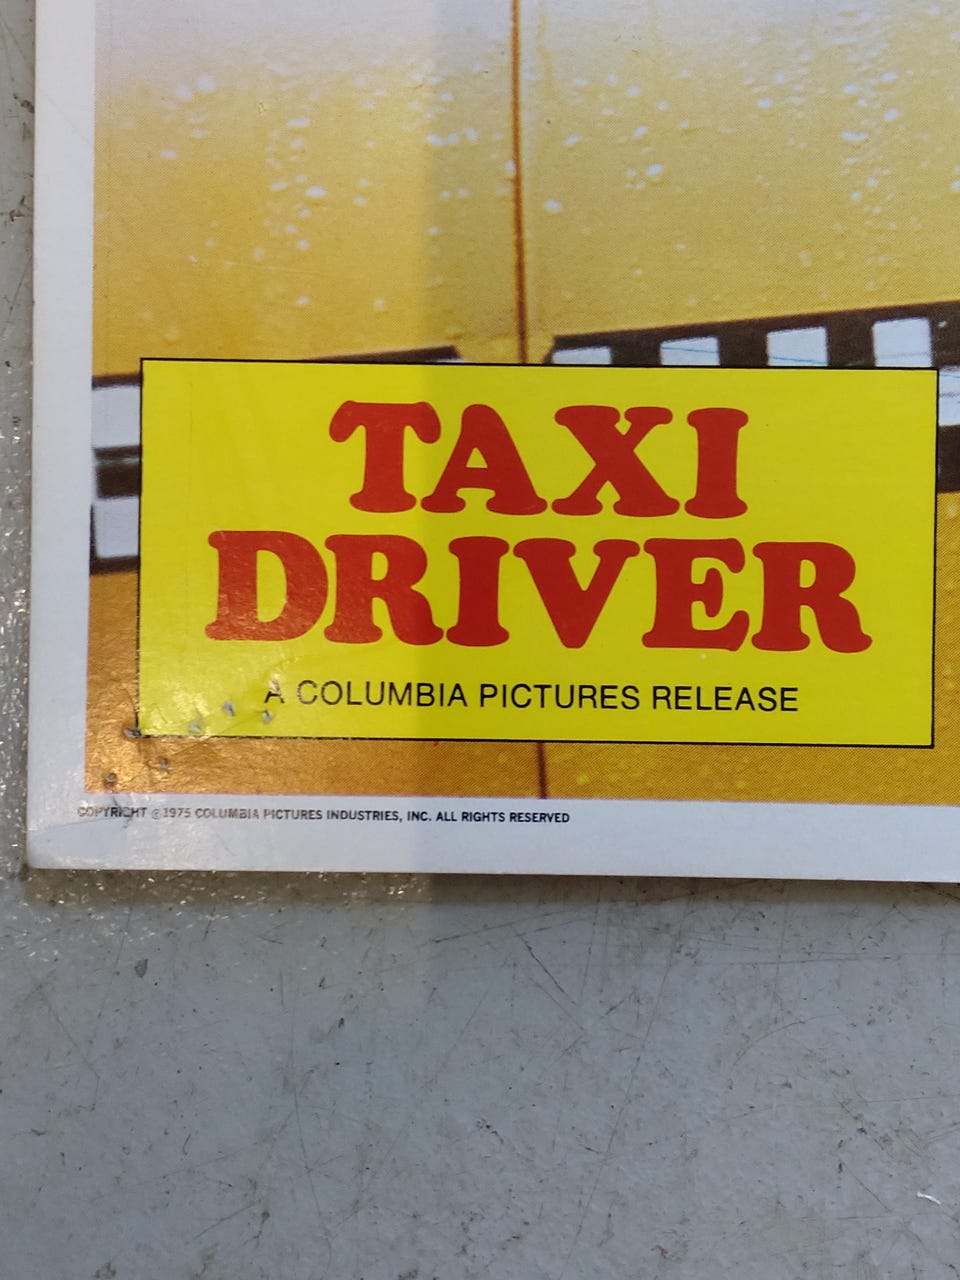 TAXI
DRIVER
A COLUMBIA PICTURES RELEASE
COPYRIGHT © 1975 COLUMBIA PICTURES INDUSTRIES, INC. ALL RIGHTS RESERVED